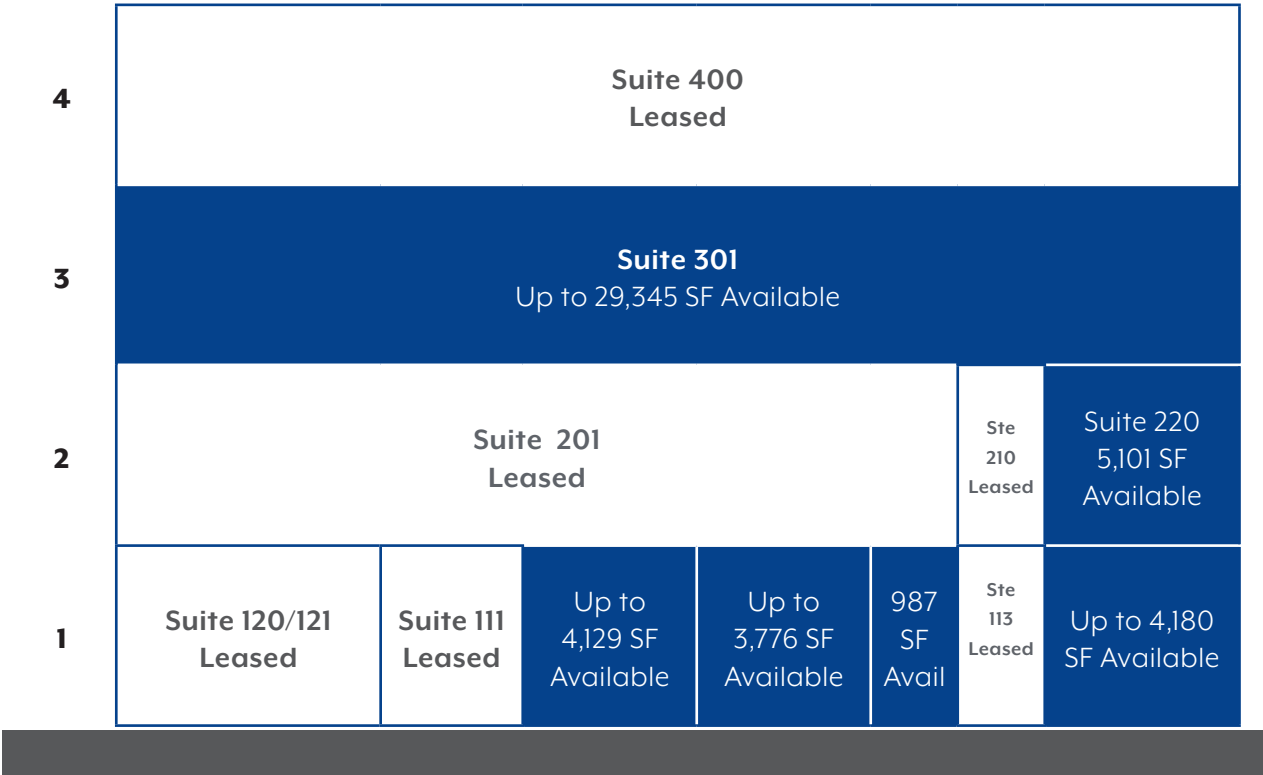 4
Suite 400
Leased
3
Suite 301
Up to 29,345 SF Available
2
Suite 201
Leased
Ste
210
Leased
Suite 220
5,101 SF
Available
1
Suite 120/121
Leased
Suite 111
Leased
Up to
4,129 SF
Available
Up to
3,776 SF
Available
987
SF
Avail
Ste
113
Leased
Up to 4,180
SF Available